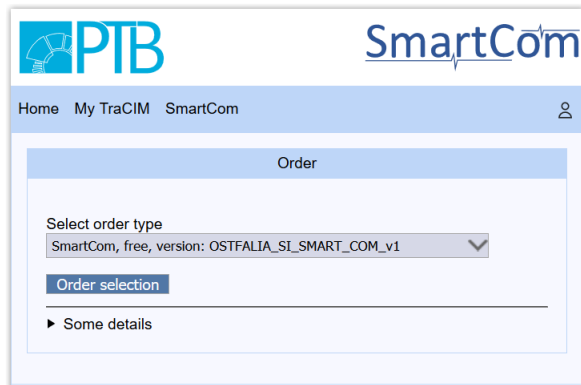 PTB
SmartCom
Home My TraCIM SmartCom
Order
Select order type
SmartCom, free, version: OSTFALIA_SI_SMART_COM_v1
Order selection
Some details